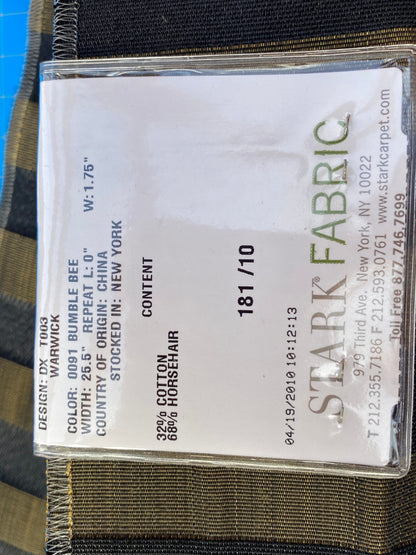 DESIGN: DX T003
WARWICK
COLOR: 0091 BUMBLE BEE
WIDTH: 25.5" REPEAT L: 0" W: 1.75"
COUNTRY OF ORIGIN: CHINA
STOCKED IN: NEW YORK
CONTENT
32% COTTON
68% HORSEHAIR
181 /10
04/19/2010 10:12:13
STARK® FABRIC
979 Third Ave. New York, NY 10022
T 212.355.7186 F 212.593.0761 www.starkcarpet.com
Toll Free 877.746.7699